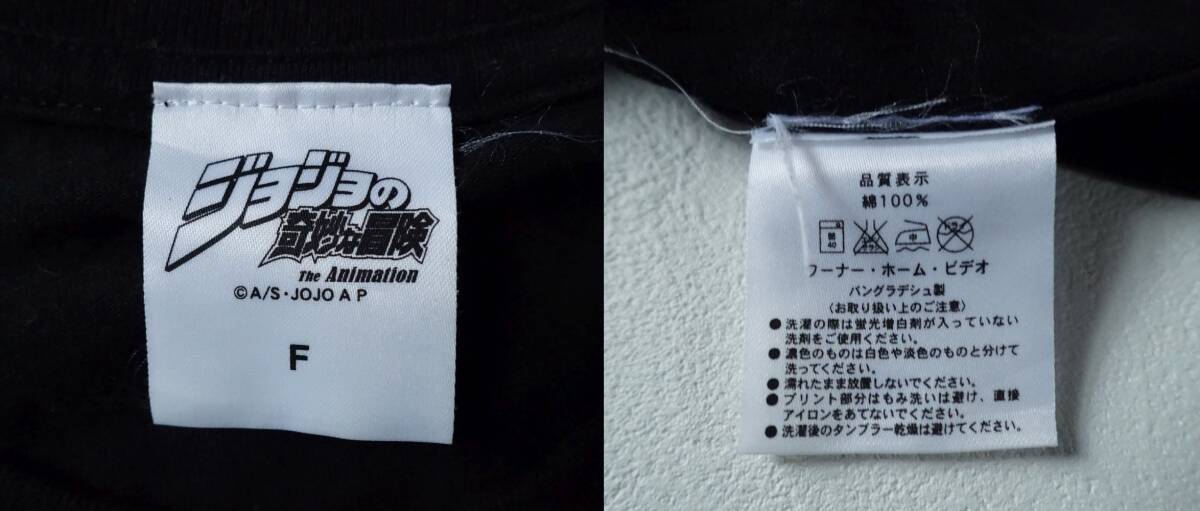 ジョジョの
奇妙な冒険
The Animation
©A/S・JOJO A P
F
品質表示
綿100%
40
中
ワーナー・ホーム・ビデオ
バングラデシュ製
〈お取り扱い上のご注意〉
●洗濯の際は蛍光増白剤が入っていない
洗剤をご使用ください。
●濃色のものは白色や淡色のものと分けて
洗ってください。
●濡れたまま放置しないでください。
●プリント部分はもみ洗いは避け、直接
アイロンをあてないでください。
●洗濯後のタンブラー乾燥は避けてください。